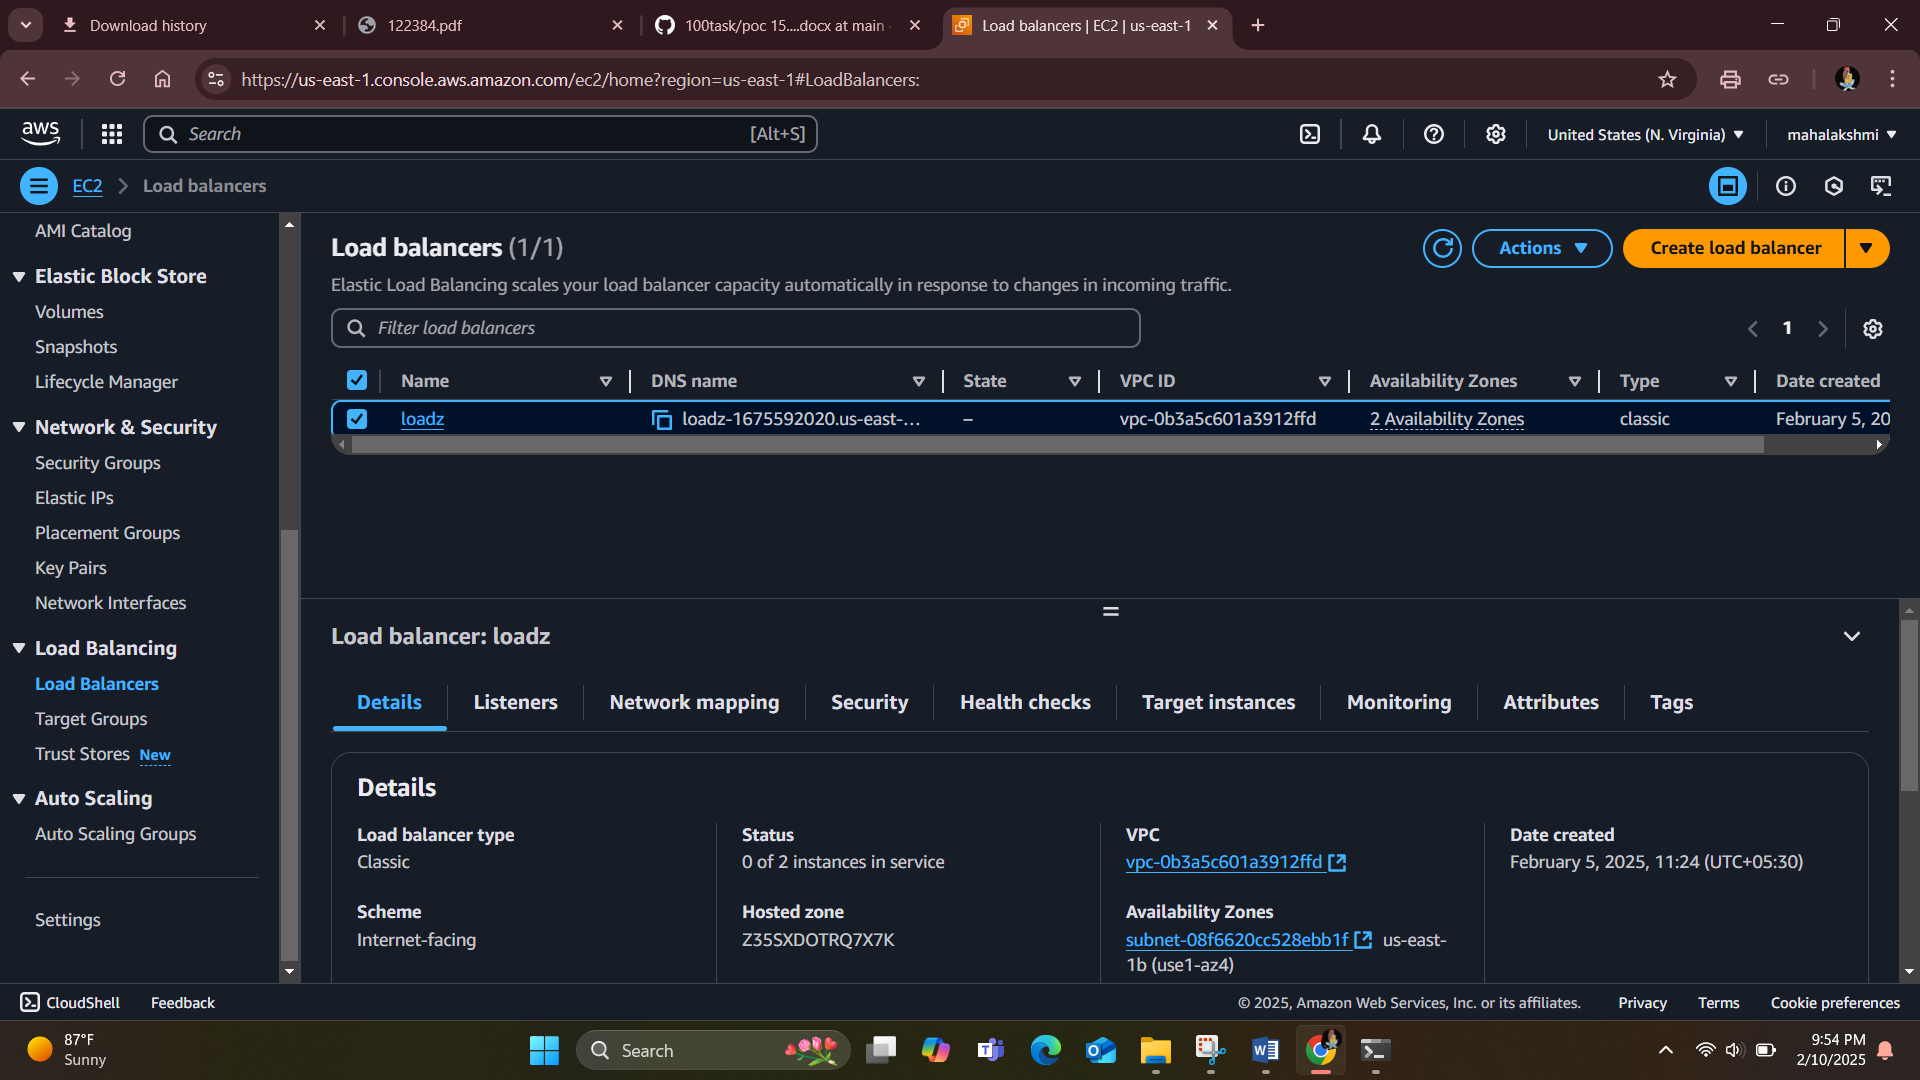 Download history
122384.pdf
100task/poc 15....docx at main
Load balancers | EC2 | us-east-1
https://us-east-1.console.aws.amazon.com/ec2/home?region=us-east-1#LoadBalancers:
aws
Search
[Alt+S]
United States (N. Virginia)
mahalakshmi
EC2
Load balancers
AMI Catalog
Elastic Block Store
Volumes
Snapshots
Lifecycle Manager
Network & Security
Security Groups
Elastic IPs
Placement Groups
Key Pairs
Network Interfaces
Load Balancing
Load Balancers
Target Groups
Trust Stores New
Auto Scaling
Auto Scaling Groups
Settings
Load balancers (1/1)
Actions
Create load balancer
Elastic Load Balancing scales your load balancer capacity automatically in response to changes in incoming traffic.
Filter load balancers
1
Name
DNS name
State
VPC ID
Availability Zones
Type
Date created
loadz
loadz-1675592020.us-east-...
–
vpc-0b3a5c601a3912ffd
2 Availability Zones
classic
February 5, 20
Load balancer: loadz
Details
Listeners
Network mapping
Security
Health checks
Target instances
Monitoring
Attributes
Tags
Details
Load balancer type
Classic
Status
0 of 2 instances in service
VPC
vpc-0b3a5c601a3912ffd
Date created
February 5, 2025, 11:24 (UTC+05:30)
Scheme
Internet-facing
Hosted zone
Z35SXDOTRQ7X7K
Availability Zones
subnet-08f6620cc528ebb1f us-east-
1b (use1-az4)
CloudShell
Feedback
© 2025, Amazon Web Services, Inc. or its affiliates.
Privacy
Terms
Cookie preferences
87°F
Sunny
Search
9:54 PM
2/10/2025